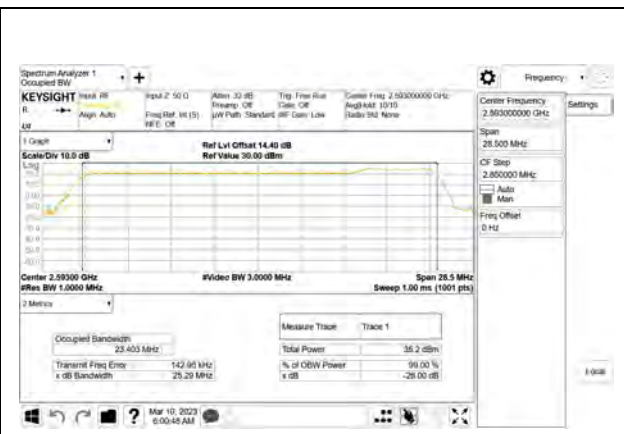 Spectrum Analyzer 1
Occupied BW
Frequency
KEYSIGHT
Input: RF
Input Z: 50 Ω
Atten: 32 dB
Trig: Free Run
Center Freq: 2.593000000 GHz
Preamp: Off
Gate: Off
Avg|Hold: 10/10
Align: Auto
Freq Ref: Int (S)
µW Path: Standard
#IF Gain: Low
Radio Std: None
NFE: Off
Center Frequency
2.593000000 GHz
Settings
Span
28.500 MHz
CF Step
2.850000 MHz
Auto
Man
Freq Offset
0 Hz
Local
1 Graph
Scale/Div 10.0 dB
Ref Lvl Offset 14.40 dB
Ref Value 30.00 dBm
Log
Center 2.59300 GHz
#Video BW 3.0000 MHz
Span 28.5 MHz
#Res BW 1.0000 MHz
Sweep 1.00 ms (1001 pts)
2 Metrics
Measure Trace
Trace 1
Occupied Bandwidth
23.403 MHz
Total Power
35.2 dBm
Transmit Freq Error
142.95 kHz
% of OBW Power
99.00 %
x dB Bandwidth
25.29 MHz
x dB
-26.00 dB
Mar 10, 2023
6:00:48 AM